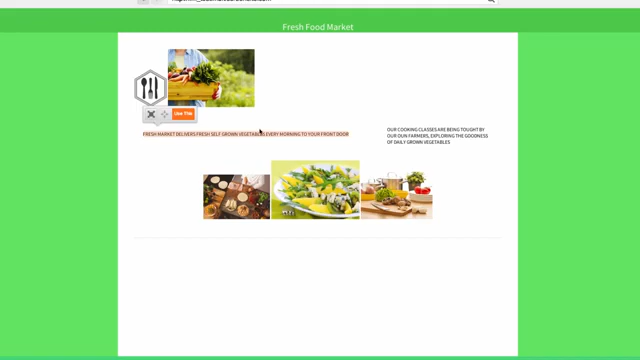 Fresh Food Market
Use This
FRESH MARKET DELIVERS FRESH SELF GROWN VEGETABLES EVERY MORNING TO YOUR FRONT DOOR
OUR COOKING CLASSES ARE BEING TOUGHT BY
OUR OUN FARMERS, EXPLORING THE GOODNESS
OF DAILY GROWN VEGETABLES